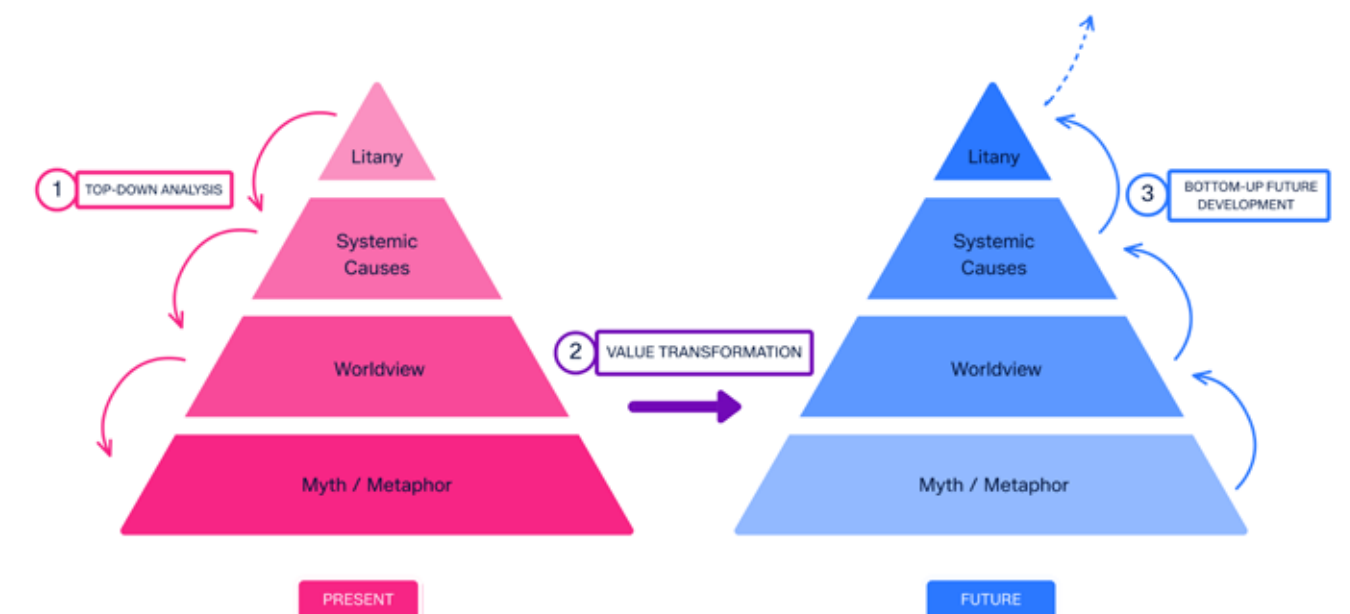 1
TOP-DOWN ANALYSIS
Litany
Systemic
Causes
Worldview
Myth / Metaphor
PRESENT
2
VALUE TRANSFORMATION
Litany
Systemic
Causes
Worldview
Myth / Metaphor
FUTURE
3
BOTTOM-UP FUTURE
DEVELOPMENT